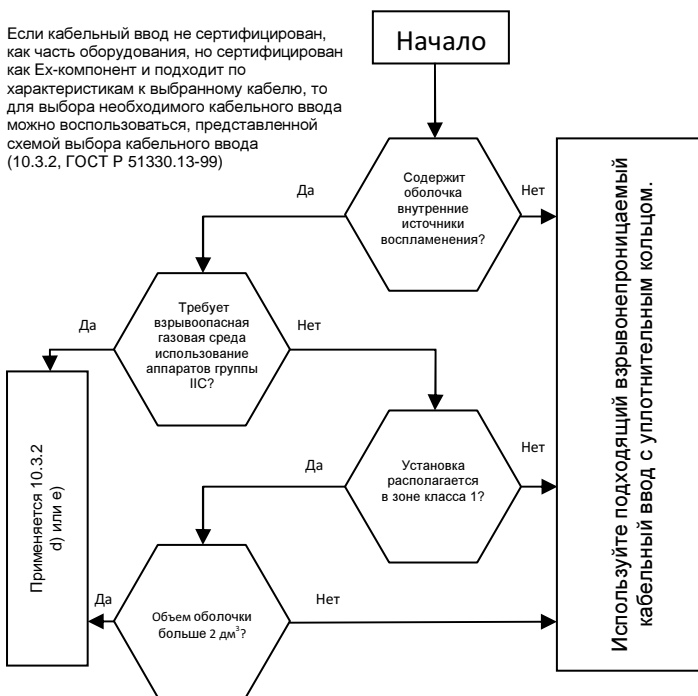 Если кабельный ввод не сертифицирован,
как часть оборудования, но сертифицирован
как Ex-компонент и подходит по
характеристикам к выбранному кабелю, то
для выбора необходимого кабельного ввода
можно воспользоваться, представленной
схемой выбора кабельного ввода
(10.3.2, ГОСТ Р 51330.13-99)
Начало
Содержит
оболочка
внутренние
источники
воспламенения?
Да
Нет
Требует
взрывоопасная
газовая среда
использование
аппаратов группы
IIC?
Да
Нет
Установка
располагается
в зоне класса 1?
Да
Нет
Объем оболочки
больше 2 дм³?
Да
Нет
Применяется 10.3.2
d) или e)
Используйте подходящий взрывонепроницаемый
кабельный ввод с уплотнительным кольцом.